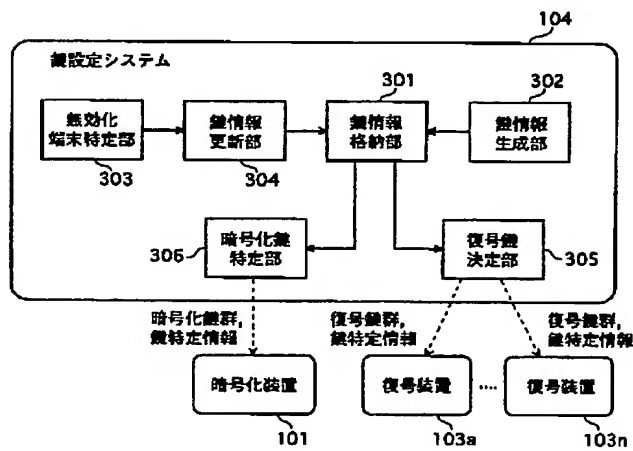 104
鍵設定システム
301
302
無効化
端末特定部
鍵情報
更新部
鍵情報
格納部
鍵情報
生成部
303
304
306
暗号化鍵
特定部
復号鍵
決定部
305
暗号化鍵群,
鍵特定情報
復号鍵群,
鍵特定情報
復号鍵群,
鍵特定情報
暗号化装置
復号装置
....
復号装置
101
103a
103n